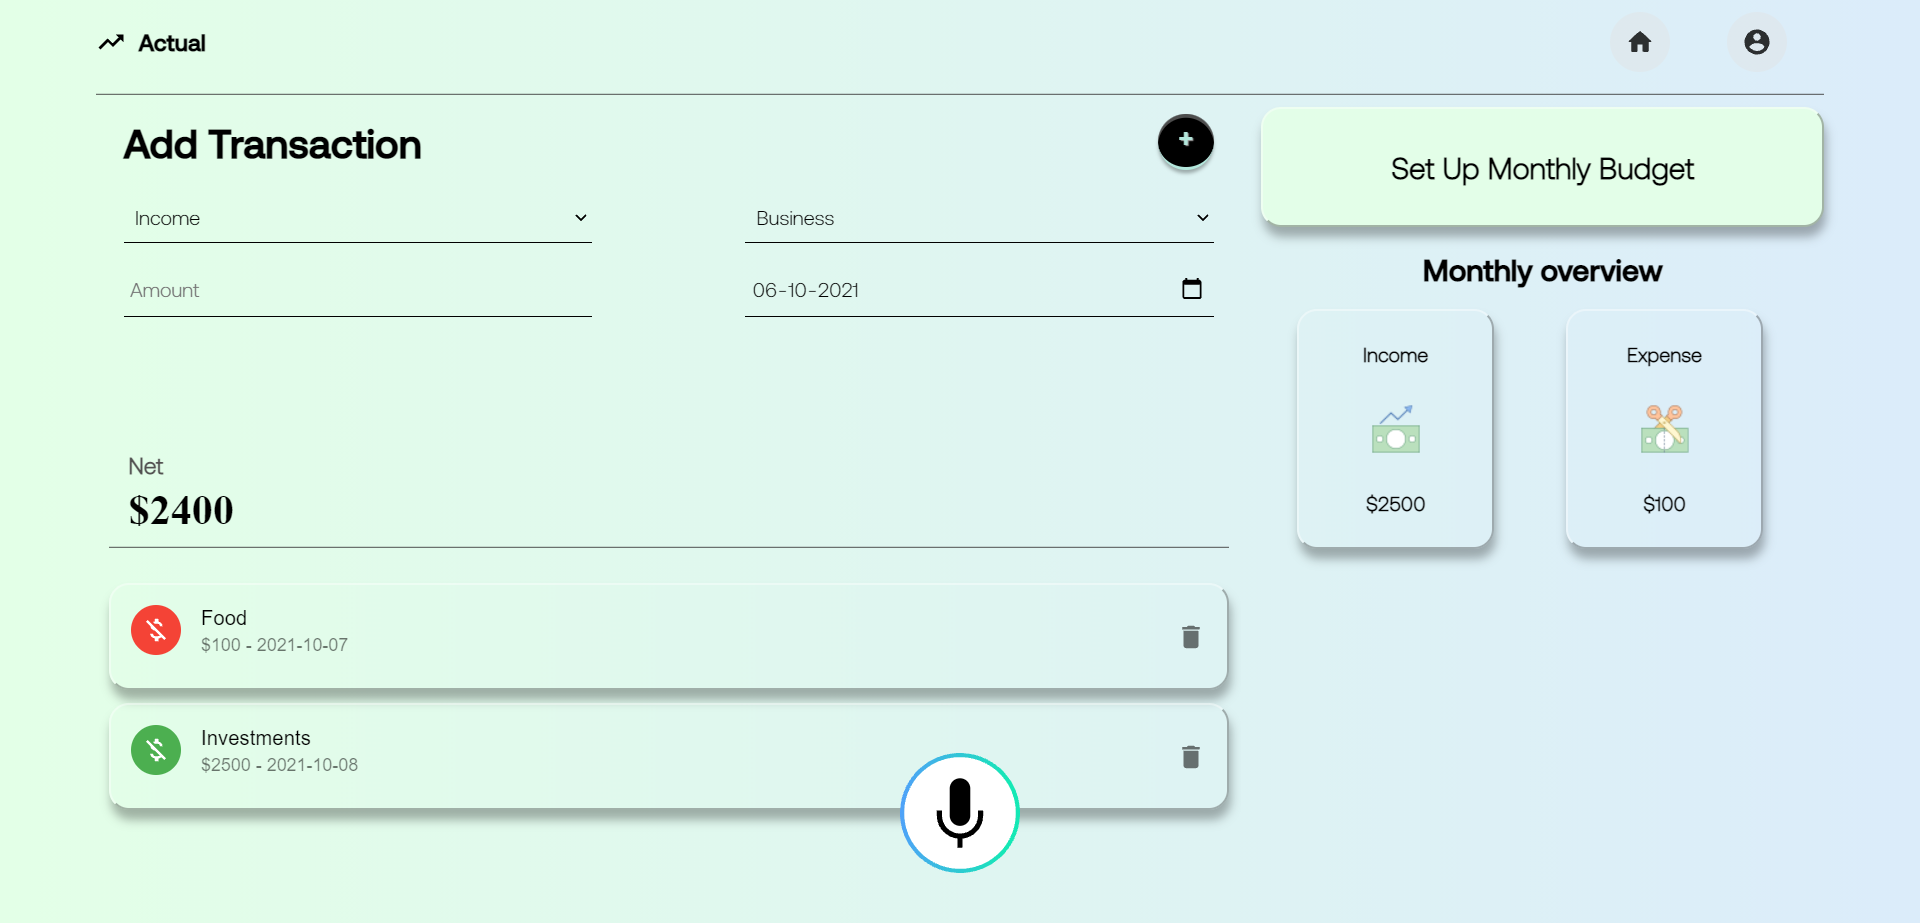 Actual
Add Transaction
+
Set Up Monthly Budget
Income
Business
Amount
06-10-2021
Monthly overview
Income
Expense
$2500
$100
Net
$2400
Food
$100 - 2021-10-07
Investments
$2500 - 2021-10-08